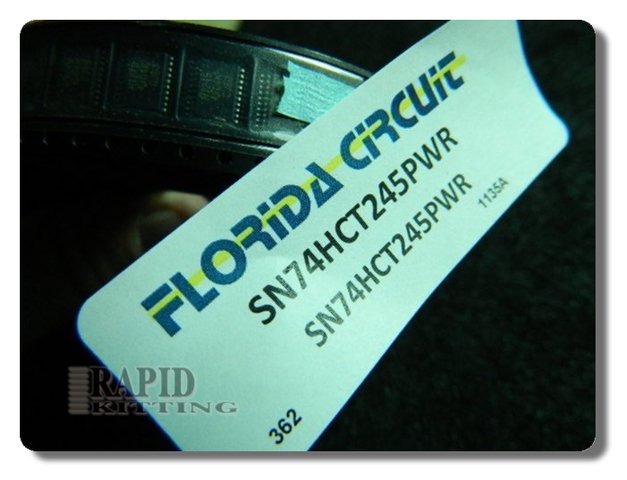 FLORIDA CIRCUIT
SN74HCT245PWR
SN74HCT245PWR
1135A
362
RAPID
KITTING